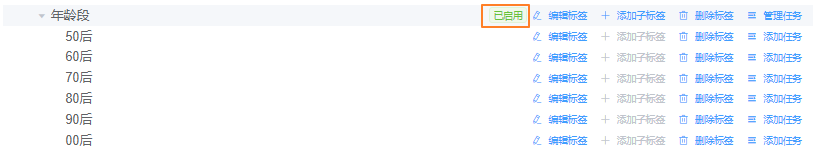 年龄段 已启用 编辑标签 添加子标签 删除标签 管理任务
50后 编辑标签 添加子标签 删除标签 添加任务
60后 编辑标签 添加子标签 删除标签 添加任务
70后 编辑标签 添加子标签 删除标签 添加任务
80后 编辑标签 添加子标签 删除标签 添加任务
90后 编辑标签 添加子标签 删除标签 添加任务
00后 编辑标签 添加子标签 删除标签 添加任务